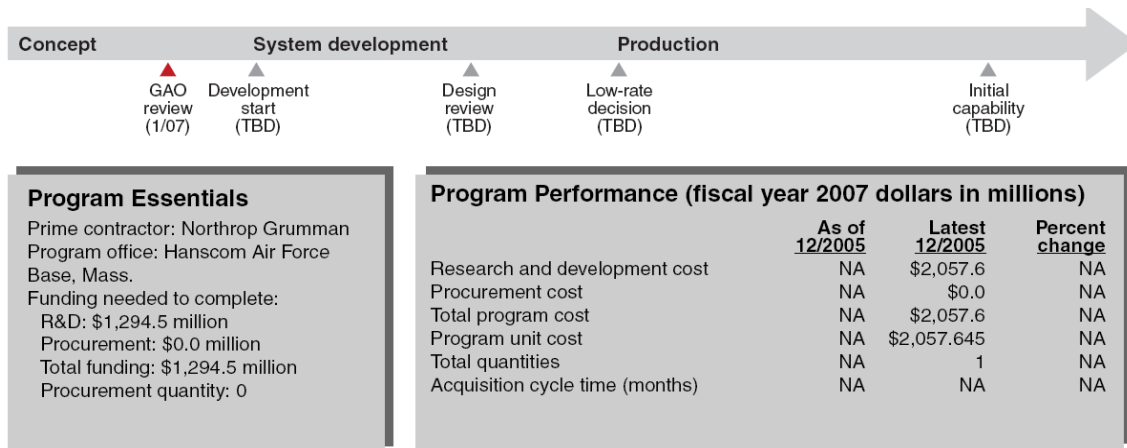 Concept System development Production
GAO review (1/07)
Development start (TBD)
Design review (TBD)
Low-rate decision (TBD)
Initial capability (TBD)
Program Essentials
Prime contractor: Northrop Grumman
Program office: Hanscom Air Force
Base, Mass.
Funding needed to complete:
R&D: $1,294.5 million
Procurement: $0.0 million
Total funding: $1,294.5 million
Procurement quantity: 0
Program Performance (fiscal year 2007 dollars in millions)
As of 12/2005 Latest 12/2005 Percent change
Research and development cost NA $2,057.6 NA
Procurement cost NA $0.0 NA
Total program cost NA $2,057.6 NA
Program unit cost NA $2,057.645 NA
Total quantities NA 1 NA
Acquisition cycle time (months) NA NA NA